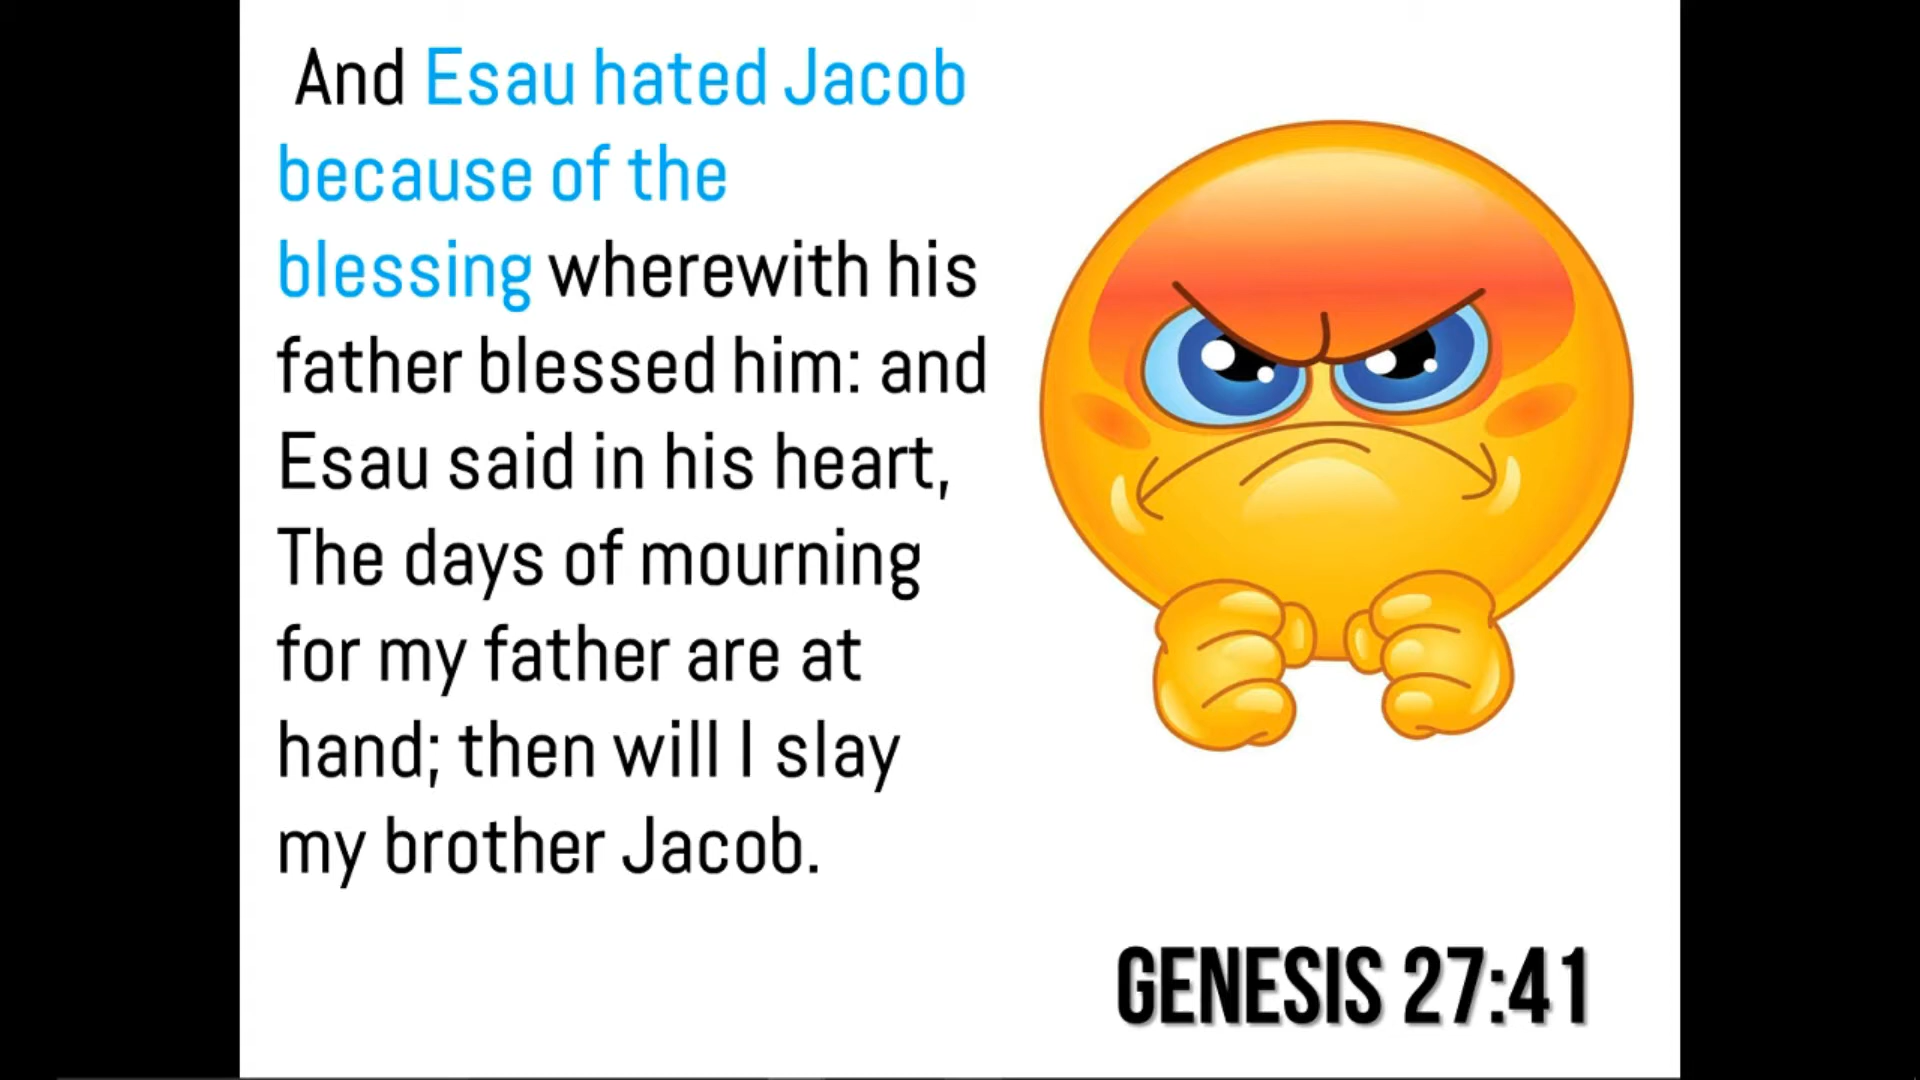 And Esau hated Jacob
because of the
blessing wherewith his
father blessed him: and
Esau said in his heart,
The days of mourning
for my father are at
hand; then will I slay
my brother Jacob.
GENESIS 27:41